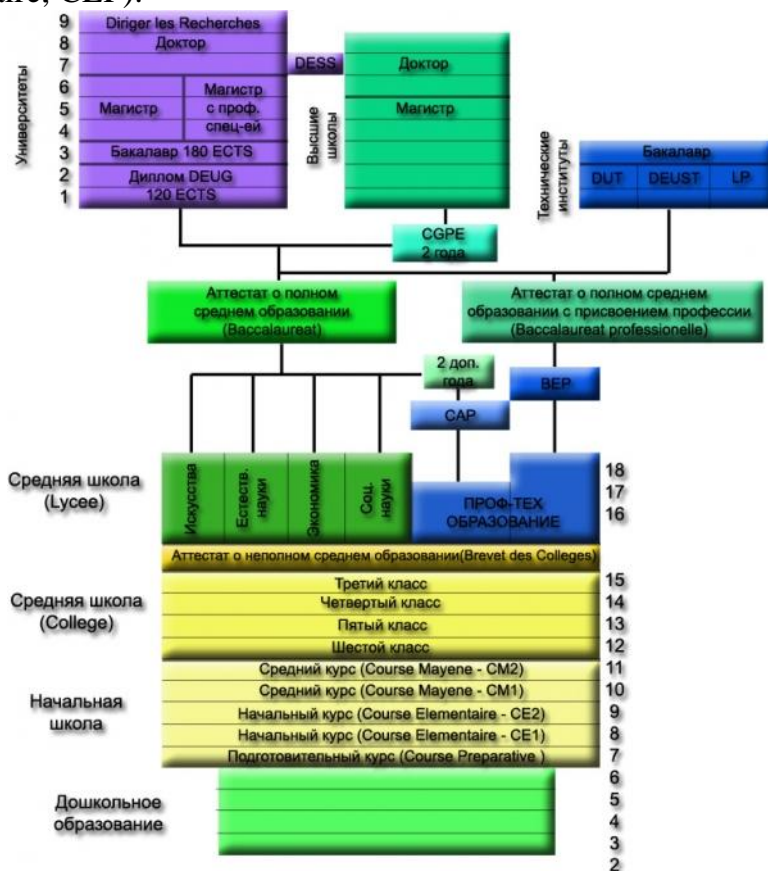 aire, CEP).
9
Diriger les Recherches
8
Доктор
7
6
5
4
3
2
1
Университеты
Магистр
Магистр
с проф.
спец-ей
Бакалавр 180 ECTS
Диплом DEUG
120 ECTS
DESS
Высшие
школы
Доктор
Магистр
Технические
институты
Бакалавр
DUT
DEUST
LP
CGPE
2 года
Аттестат о полном
среднем образовании
(Baccalaureat)
Аттестат о полном среднем
образовании с присвоением профессии
(Baccalaureat professionelle)
2 доп.
года
BEP
CAP
Средняя школа
(Lycee)
Искусства
Естеств.
науки
Экономика
Соц.
науки
ПРОФ-ТЕХ
ОБРАЗОВАНИЕ
18
17
16
Аттестат о неполном среднем образовании(Brevet des Colleges)
Средняя школа
(College)
Третий класс
15
Четвертый класс
14
Пятый класс
13
Шестой класс
12
Начальная
школа
Средний курс (Course Mayene - CM2)
11
Средний курс (Course Mayene - CM1)
10
Начальный курс (Course Elementaire - CE2)
9
Начальный курс (Course Elementaire - CE1)
8
Подготовительный курс (Course Preparative )
7
Дошкольное
образование
6
5
4
3
2